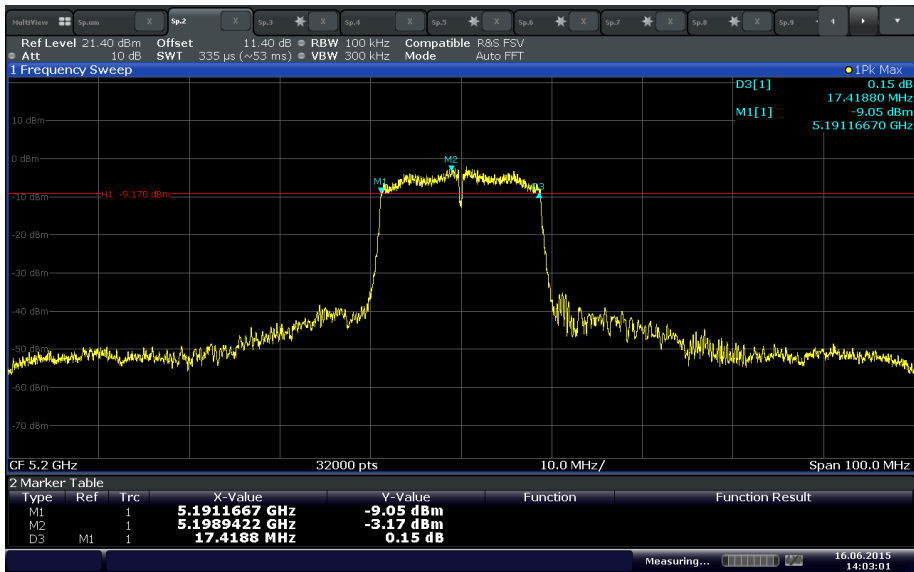 MultiView Sp.um X Sp.2 X Sp.3 X Sp.4 X Sp.5 X Sp.6 X Sp.7 X Sp.8 X Sp.9
Ref Level 21.40 dBm Offset 11.40 dB RBW 100 kHz Compatible R&S FSV
Att 10 dB SWT 335 µs (~53 ms) VBW 300 kHz Mode Auto FFT
1 Frequency Sweep 1Pk Max
D3[1] 0.15 dB
17.41880 MHz
M1[1] -9.05 dBm
5.19116670 GHz
10 dBm
0 dBm
M2
M1
D3
H1 -9.170 dBm
-10 dBm
-20 dBm
-30 dBm
-40 dBm
-50 dBm
-60 dBm
-70 dBm
CF 5.2 GHz 32000 pts 10.0 MHz/ Span 100.0 MHz
2 Marker Table
Type Ref Trc X-Value Y-Value Function Function Result
M1 1 5.1911667 GHz -9.05 dBm
M2 1 5.1989422 GHz -3.17 dBm
D3 M1 1 17.4188 MHz 0.15 dB
Measuring... 16.06.2015
14:03:01